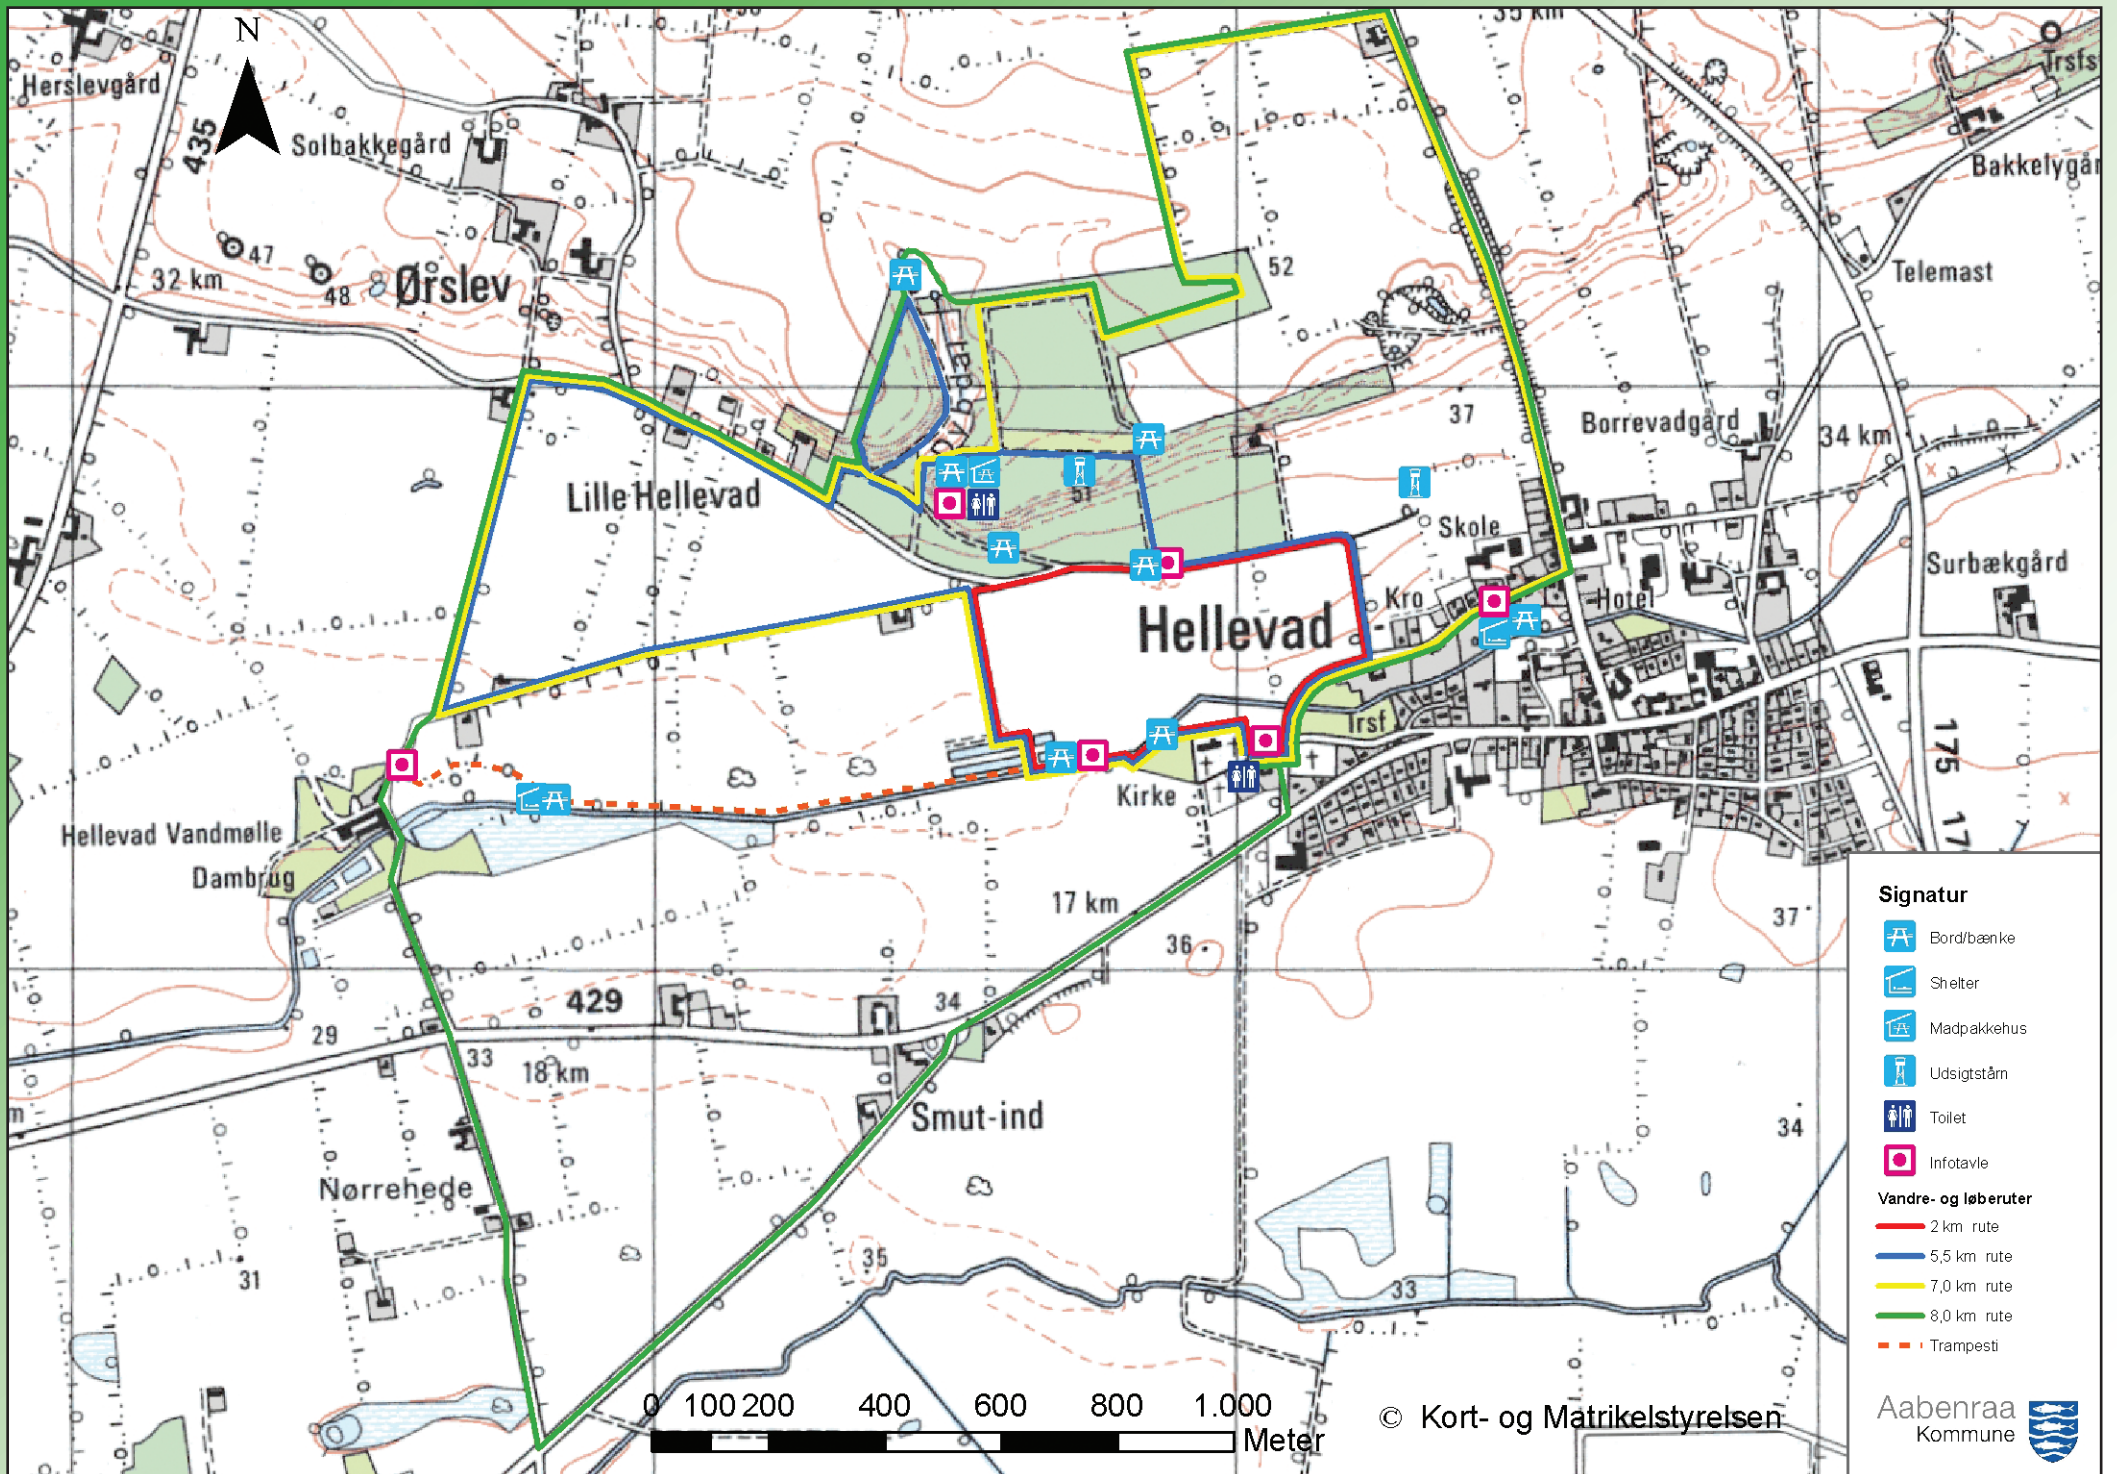 N
35 km
Herslevgård
435
Solbakkegård
Bakkelygår
47
32 km
48
Ørslev
52
Telemast
37
Borrevadgård
34 km
Lille Hellevad
51
Skole
Surbækgård
Kro
Hotel
Hellevad
Trsf
175
Kirke
Hellevad Vandmølle
Dambrug
17
17 km
36
37
429
34
29
33
18 km
Smut-ind
34
Nørrehede
31
35
33
Signatur
Bord/bænke
Shelter
Madpakkehus
Udsigtstårn
Toilet
Infotavle
Vandre- og løberuter
2 km rute
5,5 km rute
7,0 km rute
8,0 km rute
Trampesti
0 100 200 400 600 800 1.000
Meter
© Kort- og Matrikelstyrelsen
Aabenraa
Kommune